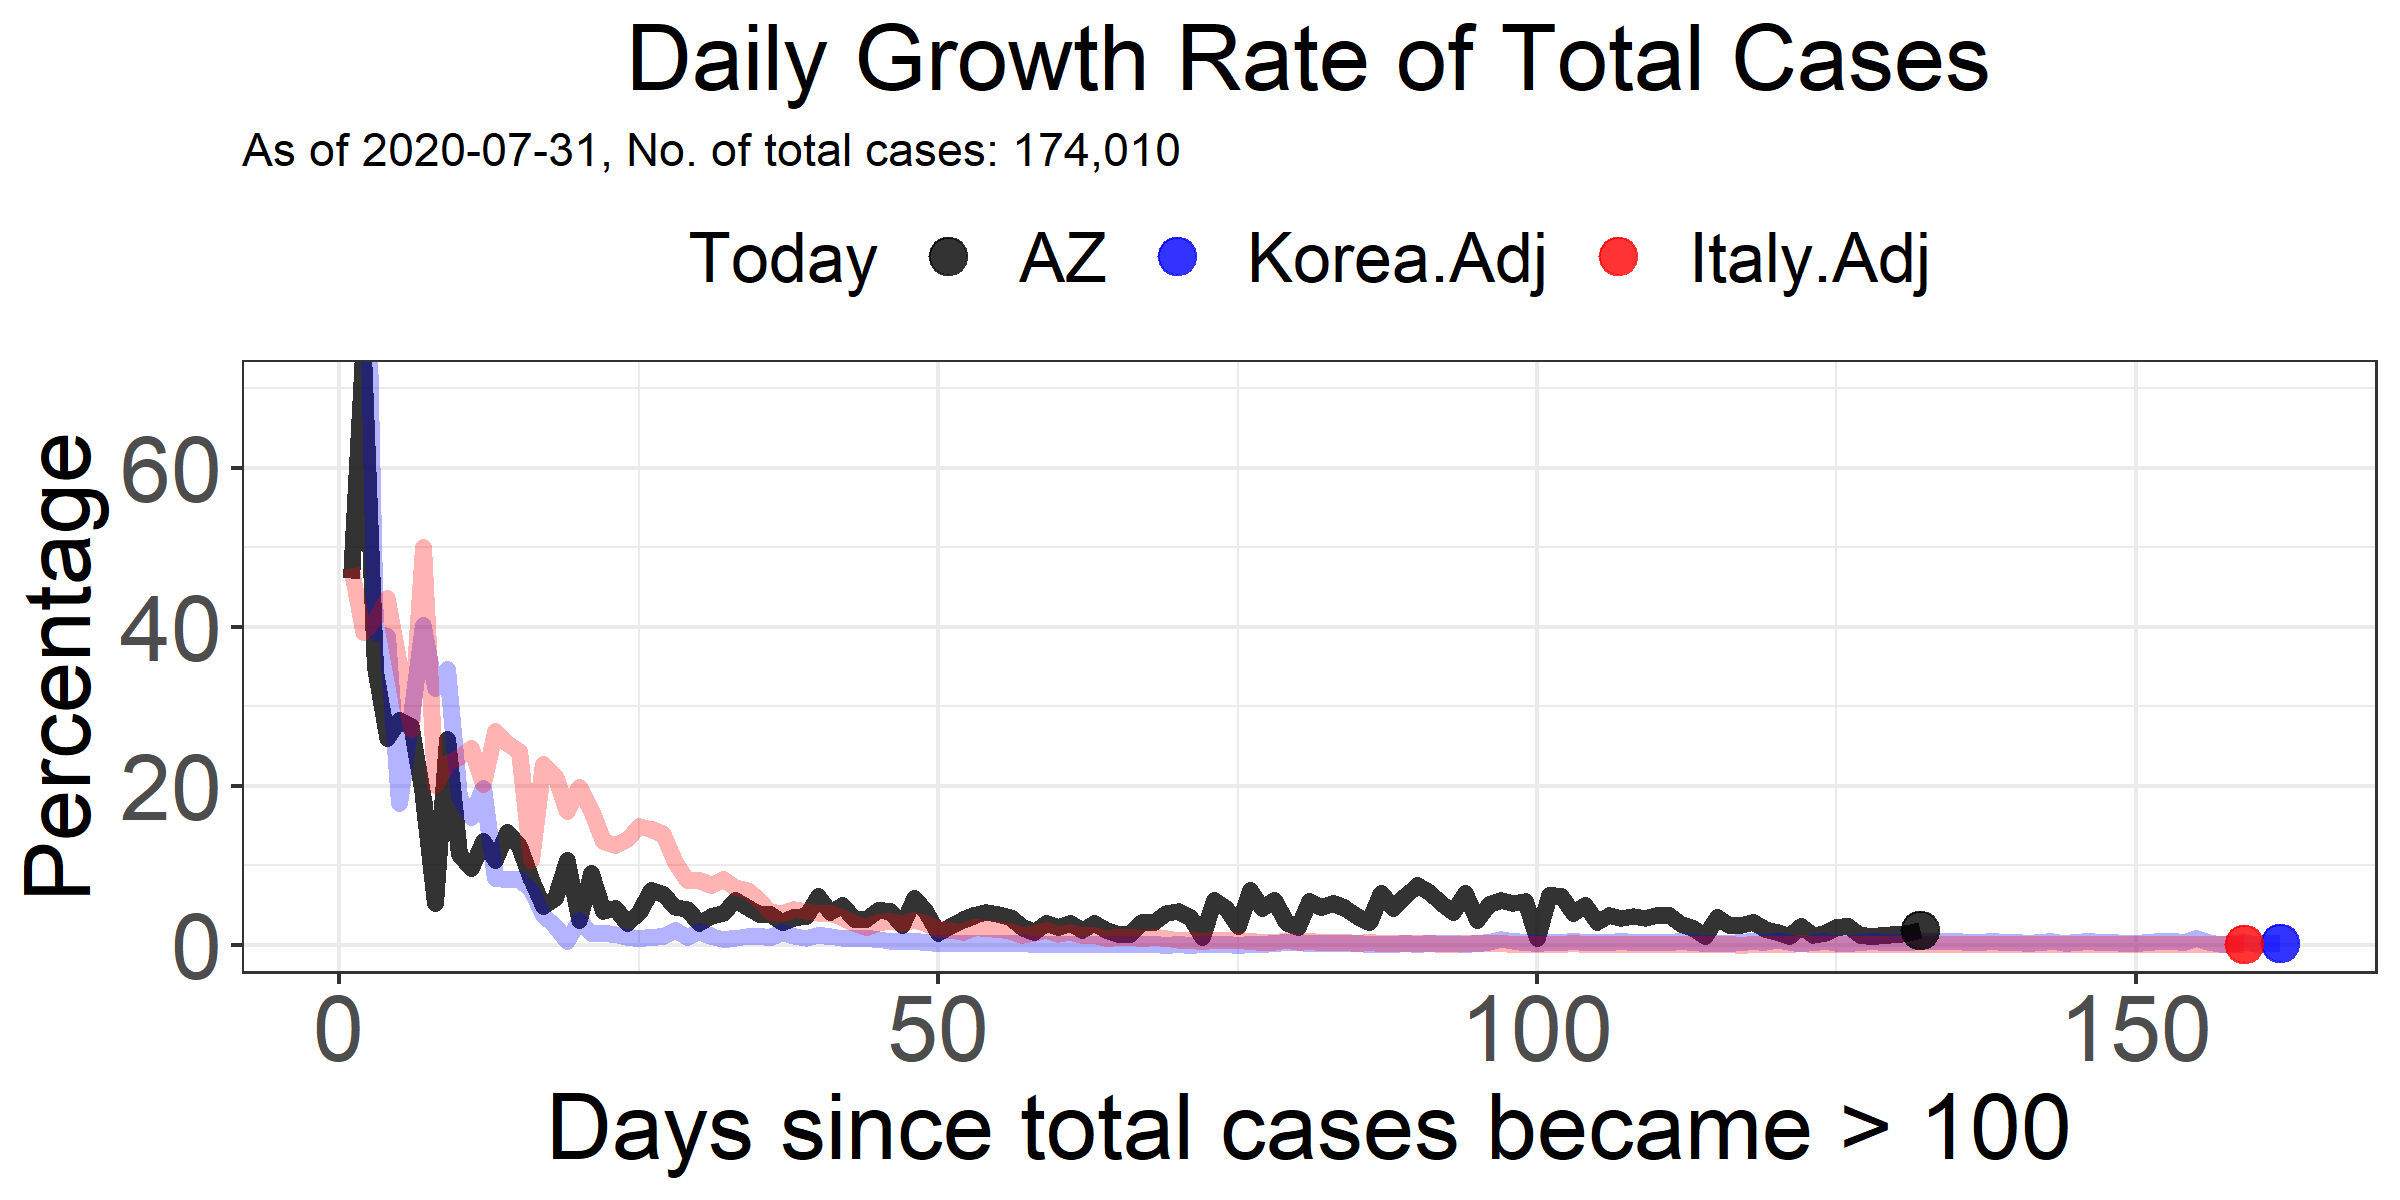 Daily Growth Rate of Total Cases
As of 2020-07-31, No. of total cases: 174,010
Today AZ Korea.Adj Italy.Adj
Percentage
60
40
20
0
0 50 100 150
Days since total cases became > 100